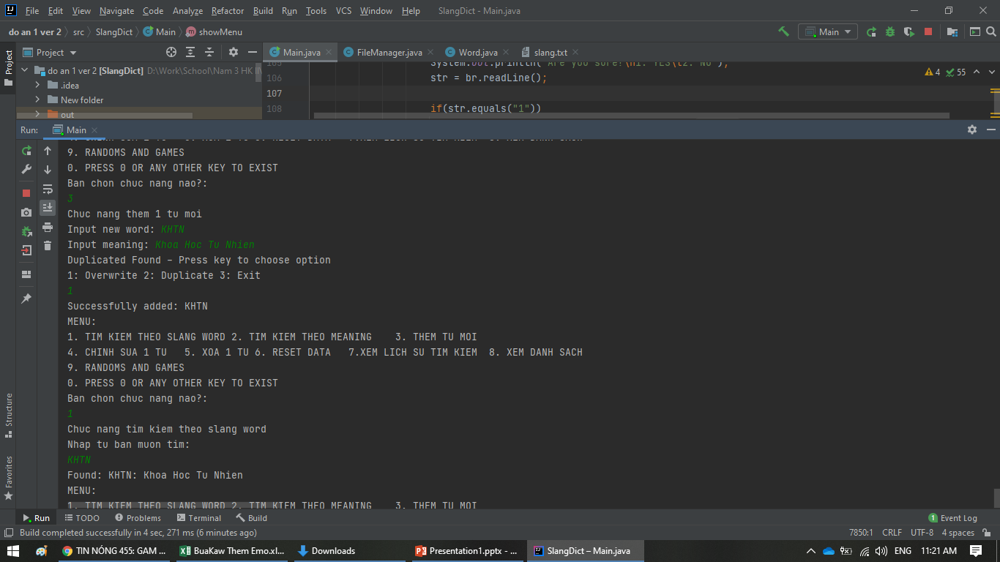 File Edit View Navigate Code Analyze Refactor Build Run Tools VCS Window Help SlangDict - Main.java
do an 1 ver 2 src SlangDict Main showMenu Main
Project Main.java FileManager.java Word.java slang.txt
Project
do an 1 ver 2 [SlangDict] D:\Work\School\Nam 3 HK II\
.idea
New folder
out
105 System.out.println("Are you sure?\n1. YES\t2. NO");
106 str = br.readLine();
107
108 if(str.equals("1"))
4 55
Run: Main
9. RANDOMS AND GAMES
0. PRESS 0 OR ANY OTHER KEY TO EXIST
Ban chon chuc nang nao?:
3
Chuc nang them 1 tu moi
Input new word: KHTN
Input meaning: Khoa Hoc Tu Nhien
Duplicated Found - Press key to choose option
1: Overwrite 2: Duplicate 3: Exit
1
Successfully added: KHTN
MENU:
1. TIM KIEM THEO SLANG WORD 2. TIM KIEM THEO MEANING 3. THEM TU MOI
4. CHINH SUA 1 TU 5. XOA 1 TU 6. RESET DATA 7.XEM LICH SU TIM KIEM 8. XEM DANH SACH
9. RANDOMS AND GAMES
0. PRESS 0 OR ANY OTHER KEY TO EXIST
Ban chon chuc nang nao?:
1
Chuc nang tim kiem theo slang word
Nhap tu ban muon tim:
KHTN
Found: KHTN: Khoa Hoc Tu Nhien
MENU:
1. TIM KIEM THEO SLANG WORD 2. TIM KIEM THEO MEANING 3. THEM TU MOI
Structure
Favorites
Run TODO Problems Terminal Build 1 Event Log
Build completed successfully in 4 sec, 271 ms (6 minutes ago) 7850:1 CRLF UTF-8 4 spaces
TIN NÓNG 455: GAM ... BuaKaw Them Emo.xl... Downloads Presentation1.pptx - ... SlangDict – Main.java ENG 11:21 AM